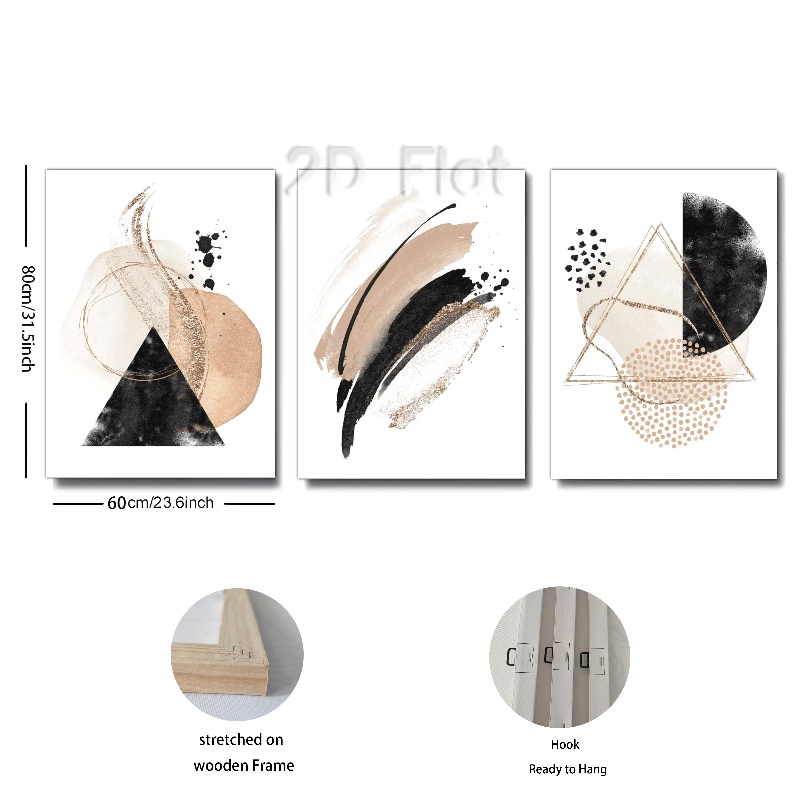 2D Flat
80cm/31.5inch
60cm/23.6inch
stretched on
wooden Frame
Hook
Ready to Hang